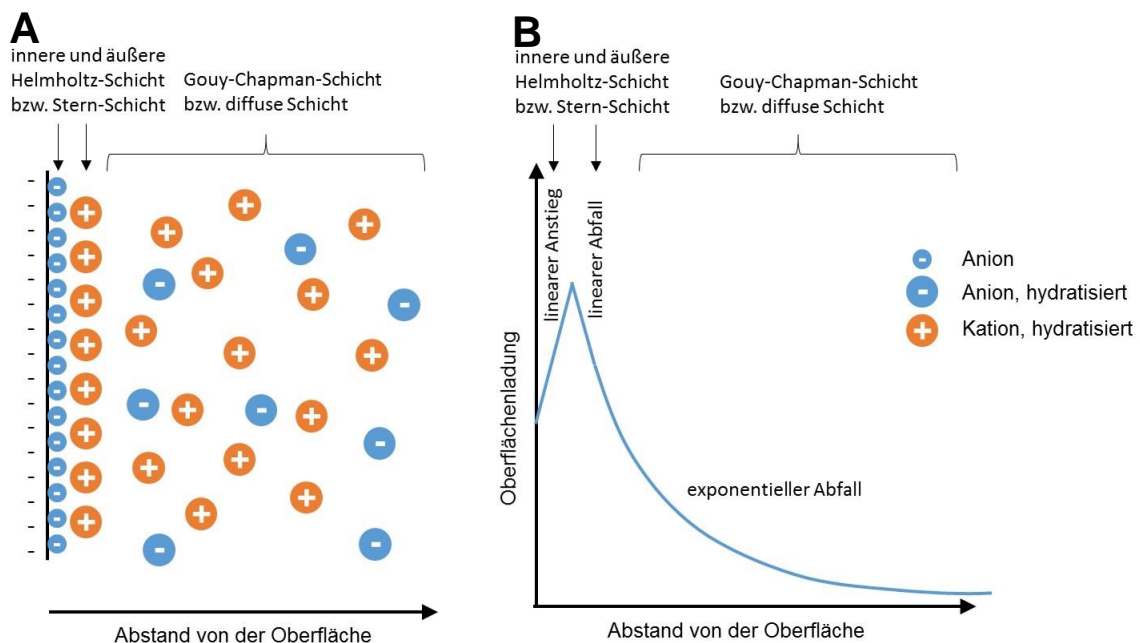 A
innere und äußere
Helmholtz-Schicht
bzw. Stern-Schicht
Gouy-Chapman-Schicht
bzw. diffuse Schicht
Abstand von der Oberfläche
B
innere und äußere
Helmholtz-Schicht
bzw. Stern-Schicht
Gouy-Chapman-Schicht
bzw. diffuse Schicht
linearer Anstieg
linearer Abfall
Oberflächenladung
exponentieller Abfall
Abstand von der Oberfläche
- Anion
- Anion, hydratisiert
+ Kation, hydratisiert